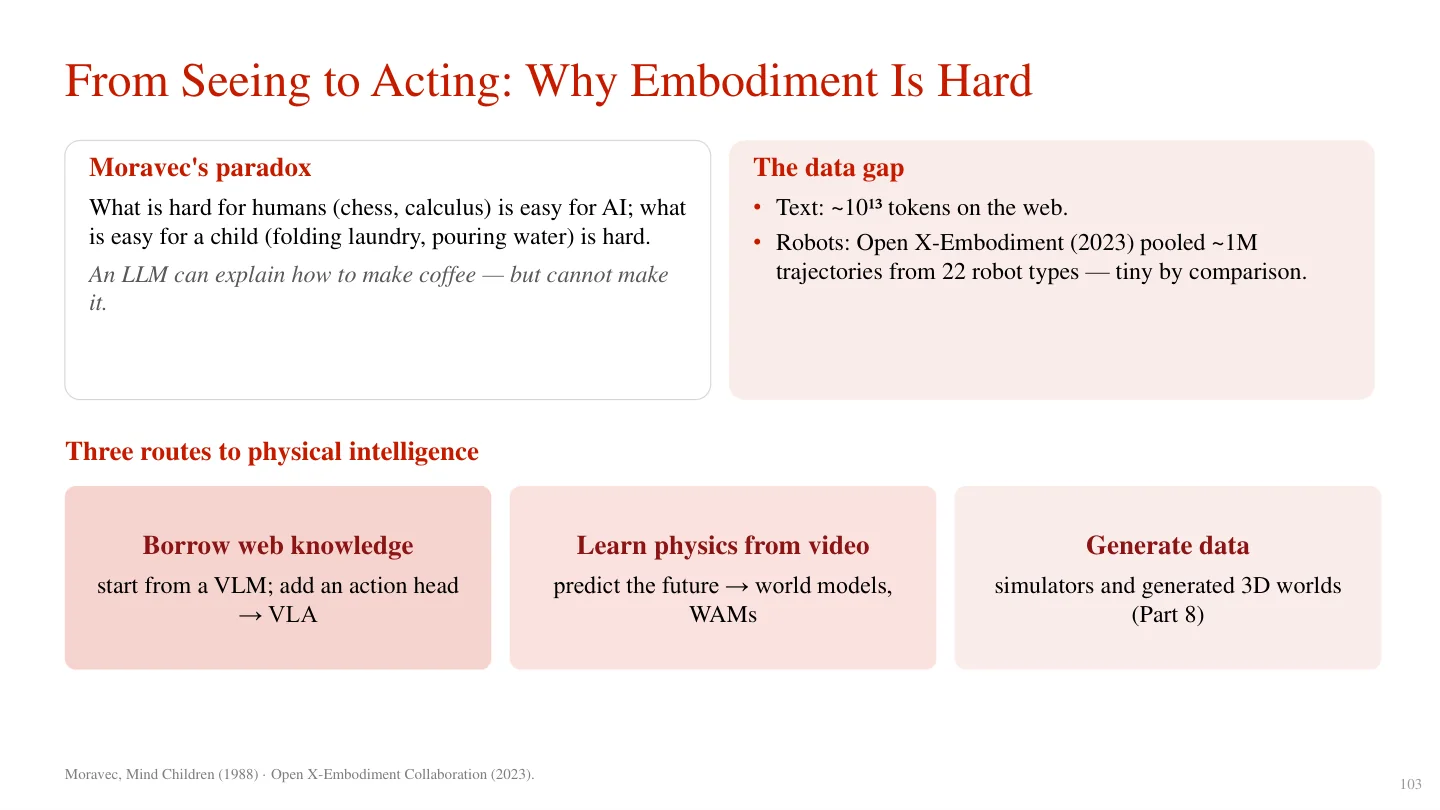 From Seeing to Acting: Why Embodiment Is Hard
Moravec's paradox
What is hard for humans (chess, calculus) is easy for AI; what
is easy for a child (folding laundry, pouring water) is hard.
An LLM can explain how to make coffee — but cannot make
it.
The data gap
• Text: ~10¹³ tokens on the web.
• Robots: Open X-Embodiment (2023) pooled ~1M
trajectories from 22 robot types — tiny by comparison.
Three routes to physical intelligence
Borrow web knowledge
start from a VLM; add an action head
→ VLA
Learn physics from video
predict the future → world models,
WAMs
Generate data
simulators and generated 3D worlds
(Part 8)
Moravec, Mind Children (1988) · Open X-Embodiment Collaboration (2023).
103